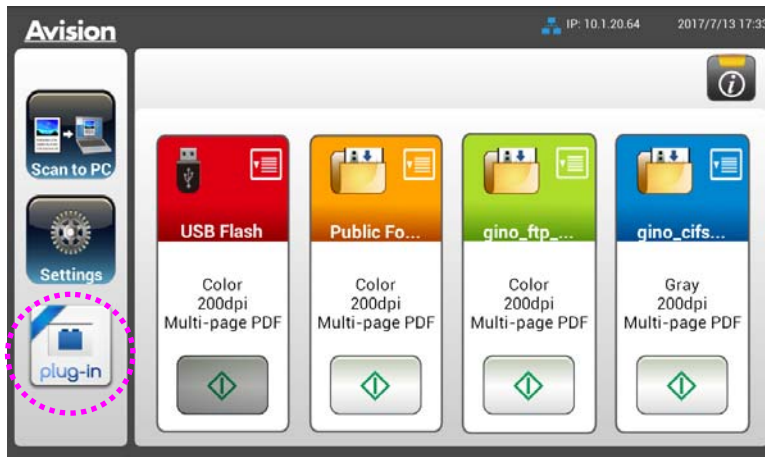 Avision
IP: 10.1.20.64
2017/7/13 17:33
Scan to PC
Settings
plug-in
USB Flash
Color
200dpi
Multi-page PDF
Public Fo...
Color
200dpi
Multi-page PDF
gino_ftp_...
Color
200dpi
Multi-page PDF
gino_cifs...
Gray
200dpi
Multi-page PDF